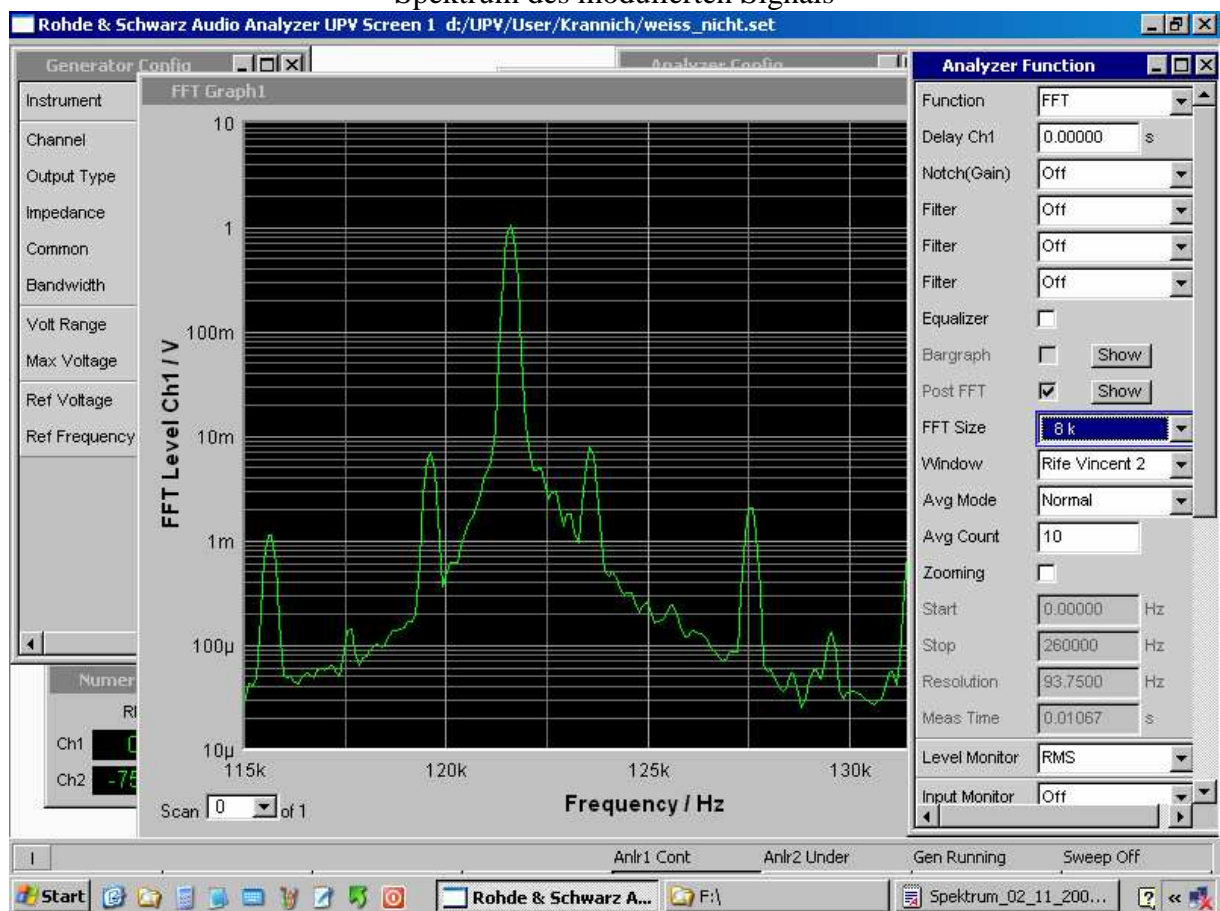 Spektrum des modulierten Signals
Rohde & Schwarz Audio Analyzer UPV Screen 1 d:/UPV/User/Krannich/weiss_nicht.set
Generator Config
Analyzer Config
Analyzer Function
FFT Graph1
Instrument
Channel
Output Type
Impedance
Common
Bandwidth
Volt Range
Max Voltage
Ref Voltage
Ref Frequency
FFT Level Ch1 / V
10
1
100m
10m
1m
100µ
10µ
115k
120k
125k
130k
Frequency / Hz
Scan 0 of 1
Function FFT
Delay Ch1 0.00000 s
Notch(Gain) Off
Filter Off
Filter Off
Filter Off
Equalizer
Bargraph Show
Post FFT Show
FFT Size 8 k
Window Rife Vincent 2
Avg Mode Normal
Avg Count 10
Zooming
Start 0.00000 Hz
Stop 260000 Hz
Resolution 93.7500 Hz
Meas Time 0.01067 s
Level Monitor RMS
Input Monitor Off
Numer
Ch1
Ch2 -75
Anlr1 Cont
Anlr2 Under
Gen Running
Sweep Off
Start
Rohde & Schwarz A...
F:\
Spektrum_02_11_200...